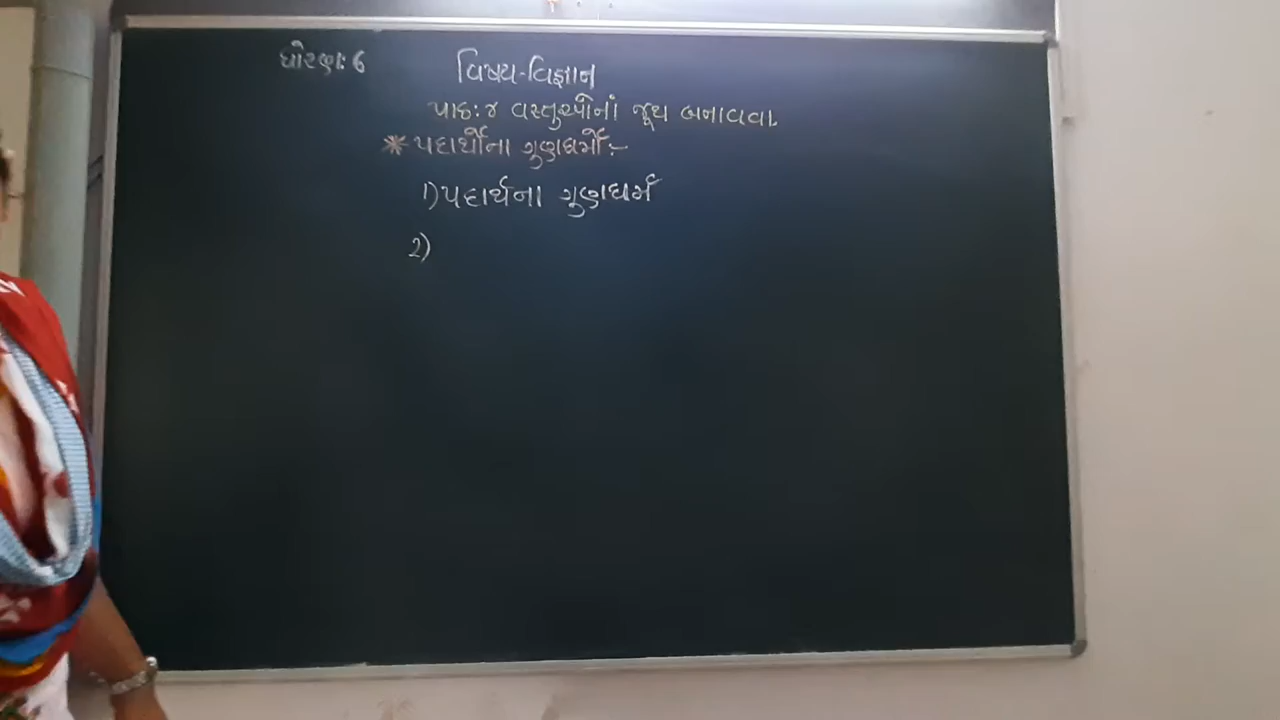 ધોરણ: 6
વિષય-વિજ્ઞાન
પાઠ: ૪ વસ્તુઓનાં જૂથ બનાવવા.
* પદાર્થોના ગુણધર્મો :-
1) પદાર્થના ગુણધર્મ
2)